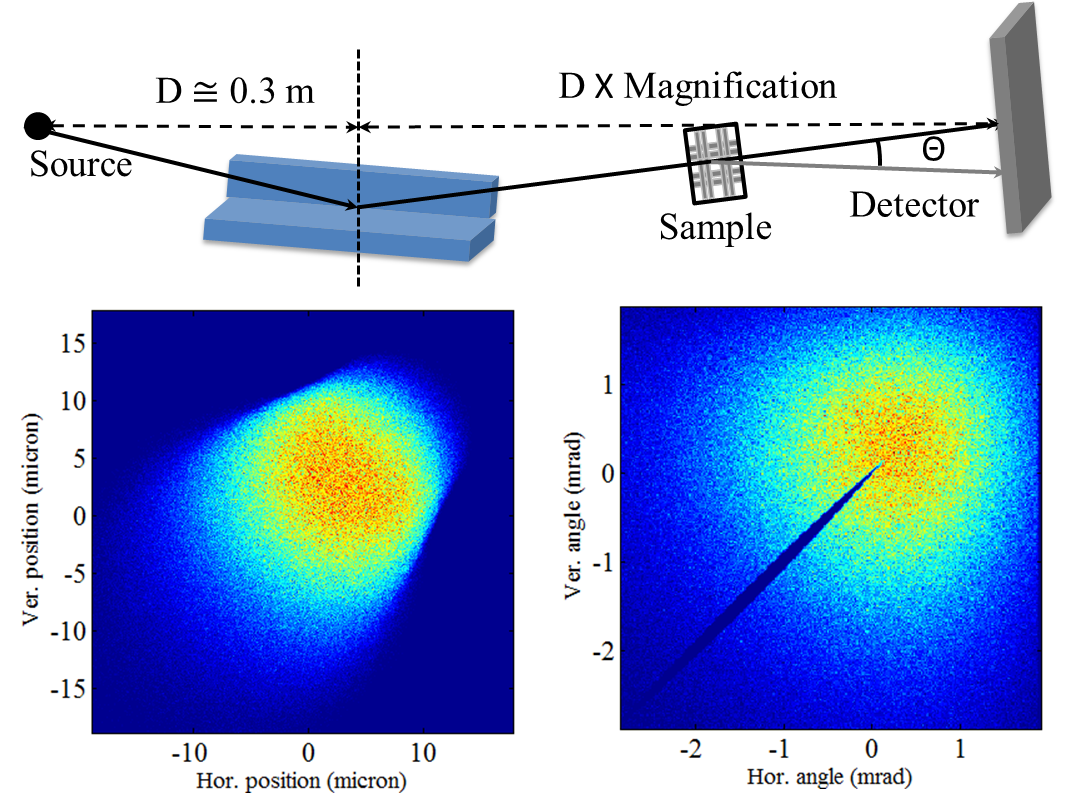 D ≅ 0.3 m
D X Magnification
Source
Θ
Detector
Sample
15
10
5
0
-5
-10
-15
Ver. position (micron)
-10 0 10
Hor. position (micron)
1
0
-1
-2
Ver. angle (mrad)
-2 -1 0 1
Hor. angle (mrad)